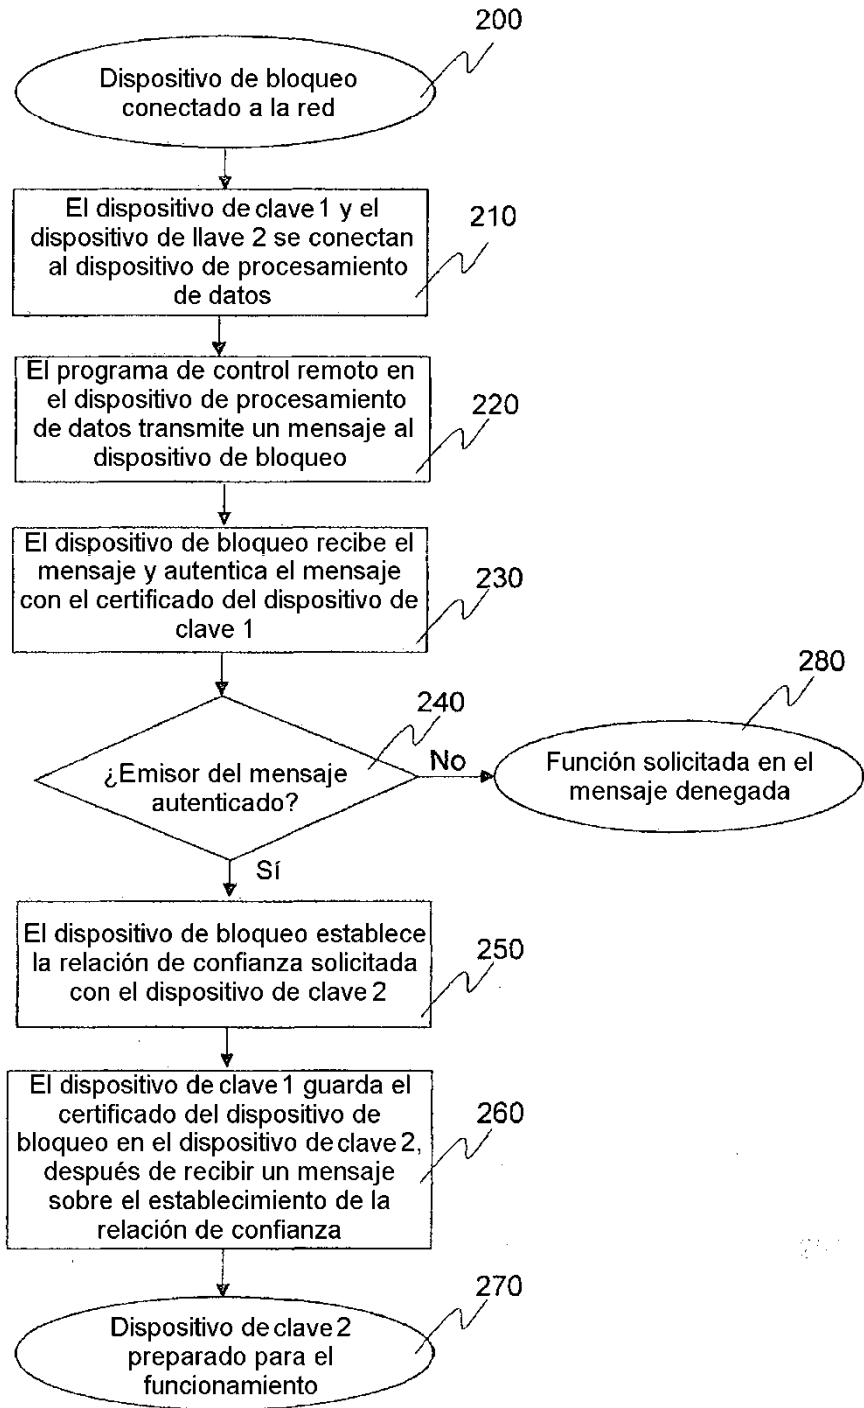 200
Dispositivo de bloqueo
conectado a la red
El dispositivo de clave 1 y el
dispositivo de llave 2 se conectan
al dispositivo de procesamiento
de datos
210
El programa de control remoto en
el dispositivo de procesamiento
de datos transmite un mensaje al
dispositivo de bloqueo
220
El dispositivo de bloqueo recibe el
mensaje y autentica el mensaje
con el certificado del dispositivo de
clave 1
230
240
¿Emisor del mensaje
autenticado?
No
280
Función solicitada en el
mensaje denegada
Sí
El dispositivo de bloqueo establece
la relación de confianza solicitada
con el dispositivo de clave 2
250
El dispositivo de clave 1 guarda el
certificado del dispositivo de
bloqueo en el dispositivo de clave 2,
después de recibir un mensaje
sobre el establecimiento de la
relación de confianza
260
270
Dispositivo de clave 2
preparado para el
funcionamiento